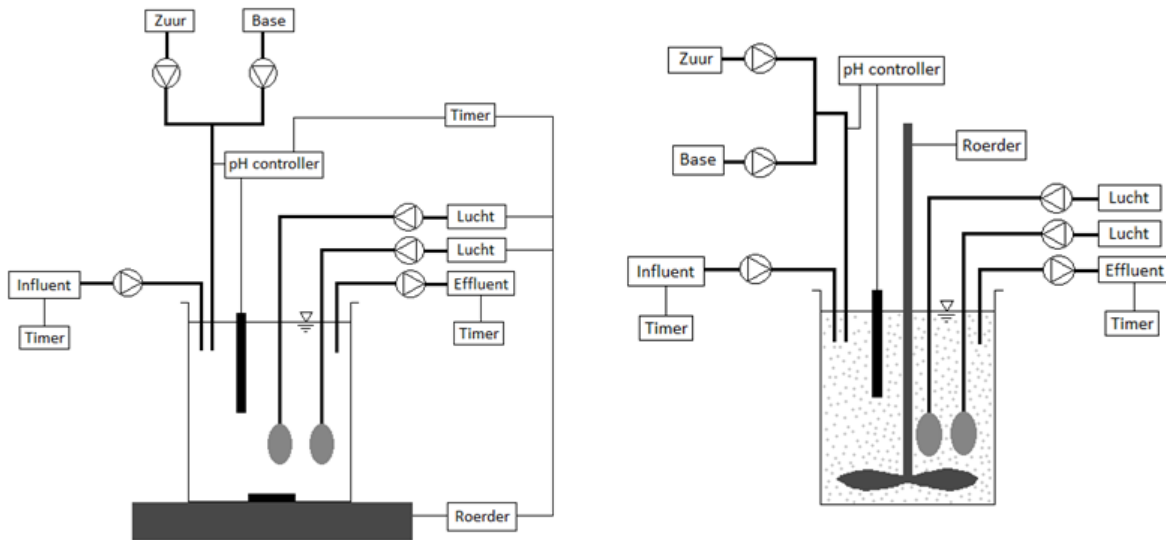 Zuur
Base
Timer
pH controller
Lucht
Lucht
Influent
Effluent
Timer
Timer
Roerder
Zuur
pH controller
Base
Roerder
Lucht
Lucht
Influent
Effluent
Timer
Timer